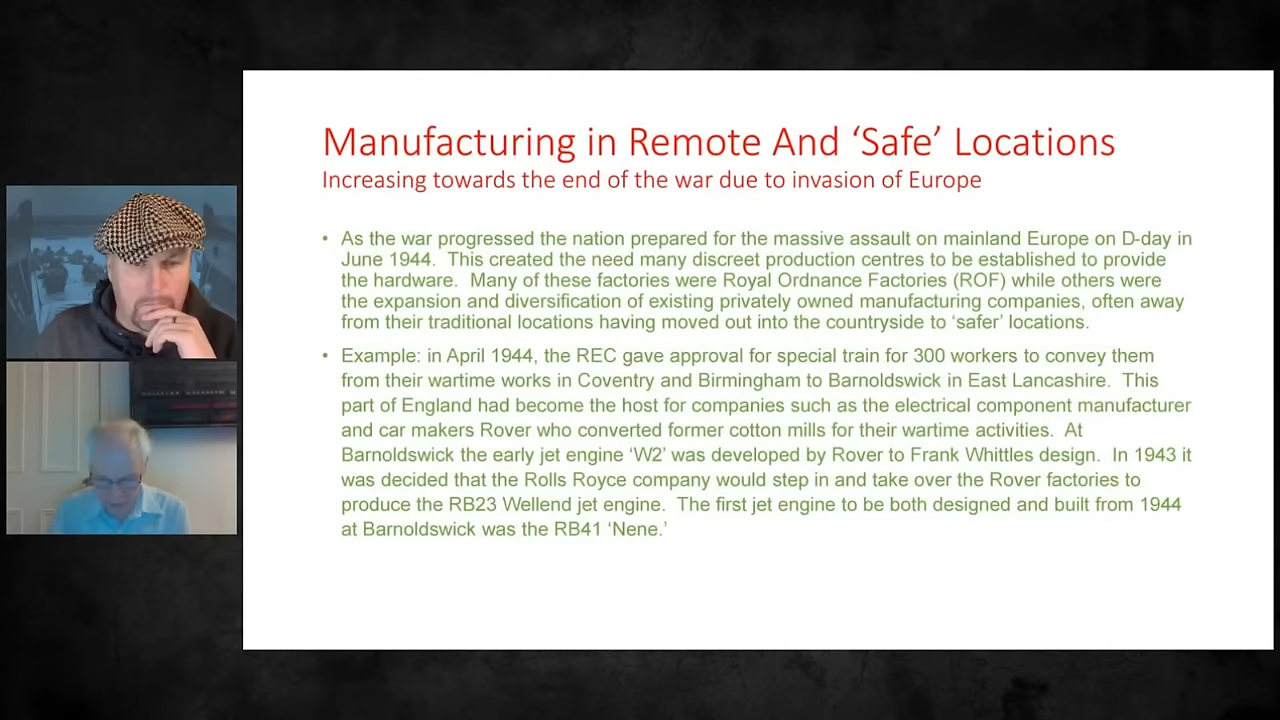 Manufacturing in Remote And ‘Safe’ Locations
Increasing towards the end of the war due to invasion of Europe
• As the war progressed the nation prepared for the massive assault on mainland Europe on D-day in
June 1944. This created the need many discreet production centres to be established to provide
the hardware. Many of these factories were Royal Ordnance Factories (ROF) while others were
the expansion and diversification of existing privately owned manufacturing companies, often away
from their traditional locations having moved out into the countryside to ‘safer’ locations.
• Example: in April 1944, the REC gave approval for special train for 300 workers to convey them
from their wartime works in Coventry and Birmingham to Barnoldswick in East Lancashire. This
part of England had become the host for companies such as the electrical component manufacturer
and car makers Rover who converted former cotton mills for their wartime activities. At
Barnoldswick the early jet engine ‘W2’ was developed by Rover to Frank Whittles design. In 1943 it
was decided that the Rolls Royce company would step in and take over the Rover factories to
produce the RB23 Wellend jet engine. The first jet engine to be both designed and built from 1944
at Barnoldswick was the RB41 ‘Nene.’